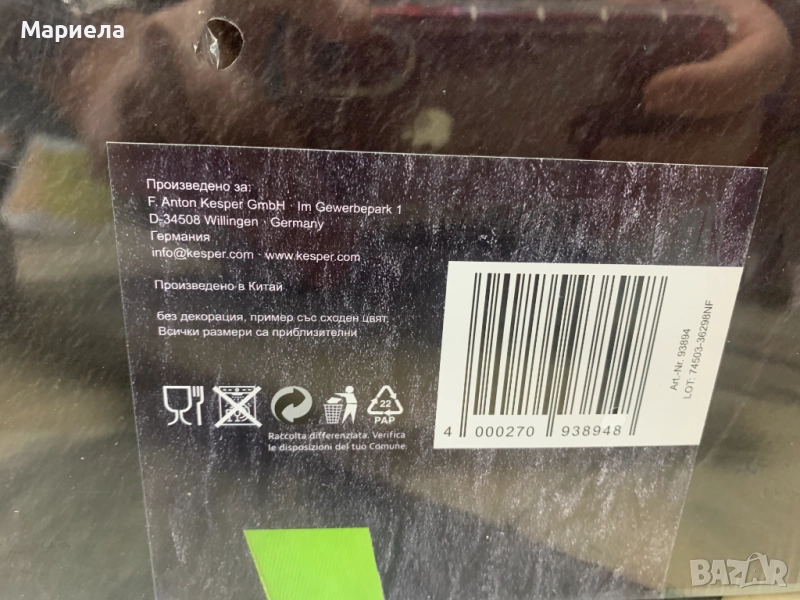 Мариела
Произведено за:
F. Anton Kesper GmbH · Im Gewerbepark 1
D-34508 Willingen · Germany
Германия
info@kesper.com · www.kesper.com
Произведено в Китай
без декорация, пример със сходен цвят,
Всички размери са приблизителни
22
PAP
Raccolta differenziata. Verifica
le disposizioni del tuo Comune.
4 000270 938948
Art.-Nr. 93894
LOT: 74503-36298NF
BAZAR